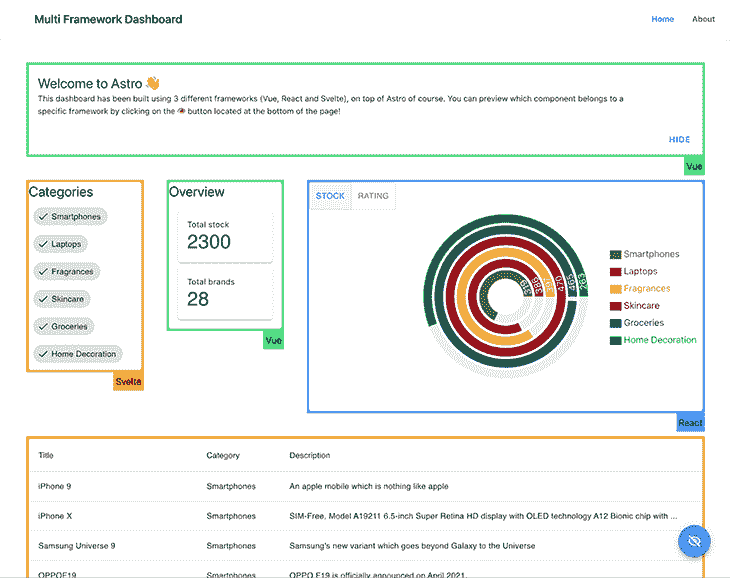 Multi Framework Dashboard
Home
About
Welcome to Astro 👋
This dashboard has been built using 3 different frameworks (Vue, React and Svelte), on top of Astro of course. You can preview which component belongs to a
specific framework by clicking on the 👁 button located at the bottom of the page!
HIDE
Vue
Categories
Smartphones
Laptops
Fragrances
Skincare
Groceries
Home Decoration
Svelte
Overview
Total stock
2300
Total brands
28
Vue
STOCK
RATING
Smartphones
Laptops
Fragrances
Skincare
Groceries
Home Decoration
React
Title
Category
Description
iPhone 9
Smartphones
An apple mobile which is nothing like apple
iPhone X
Smartphones
SIM-Free, Model A19211 6.5-inch Super Retina HD display with OLED technology A12 Bionic chip with ...
Samsung Universe 9
Smartphones
Samsung's new variant which goes beyond Galaxy to the Universe
OPPOF19
Smartphones
OPPO F19 is officially announced on April 2021.